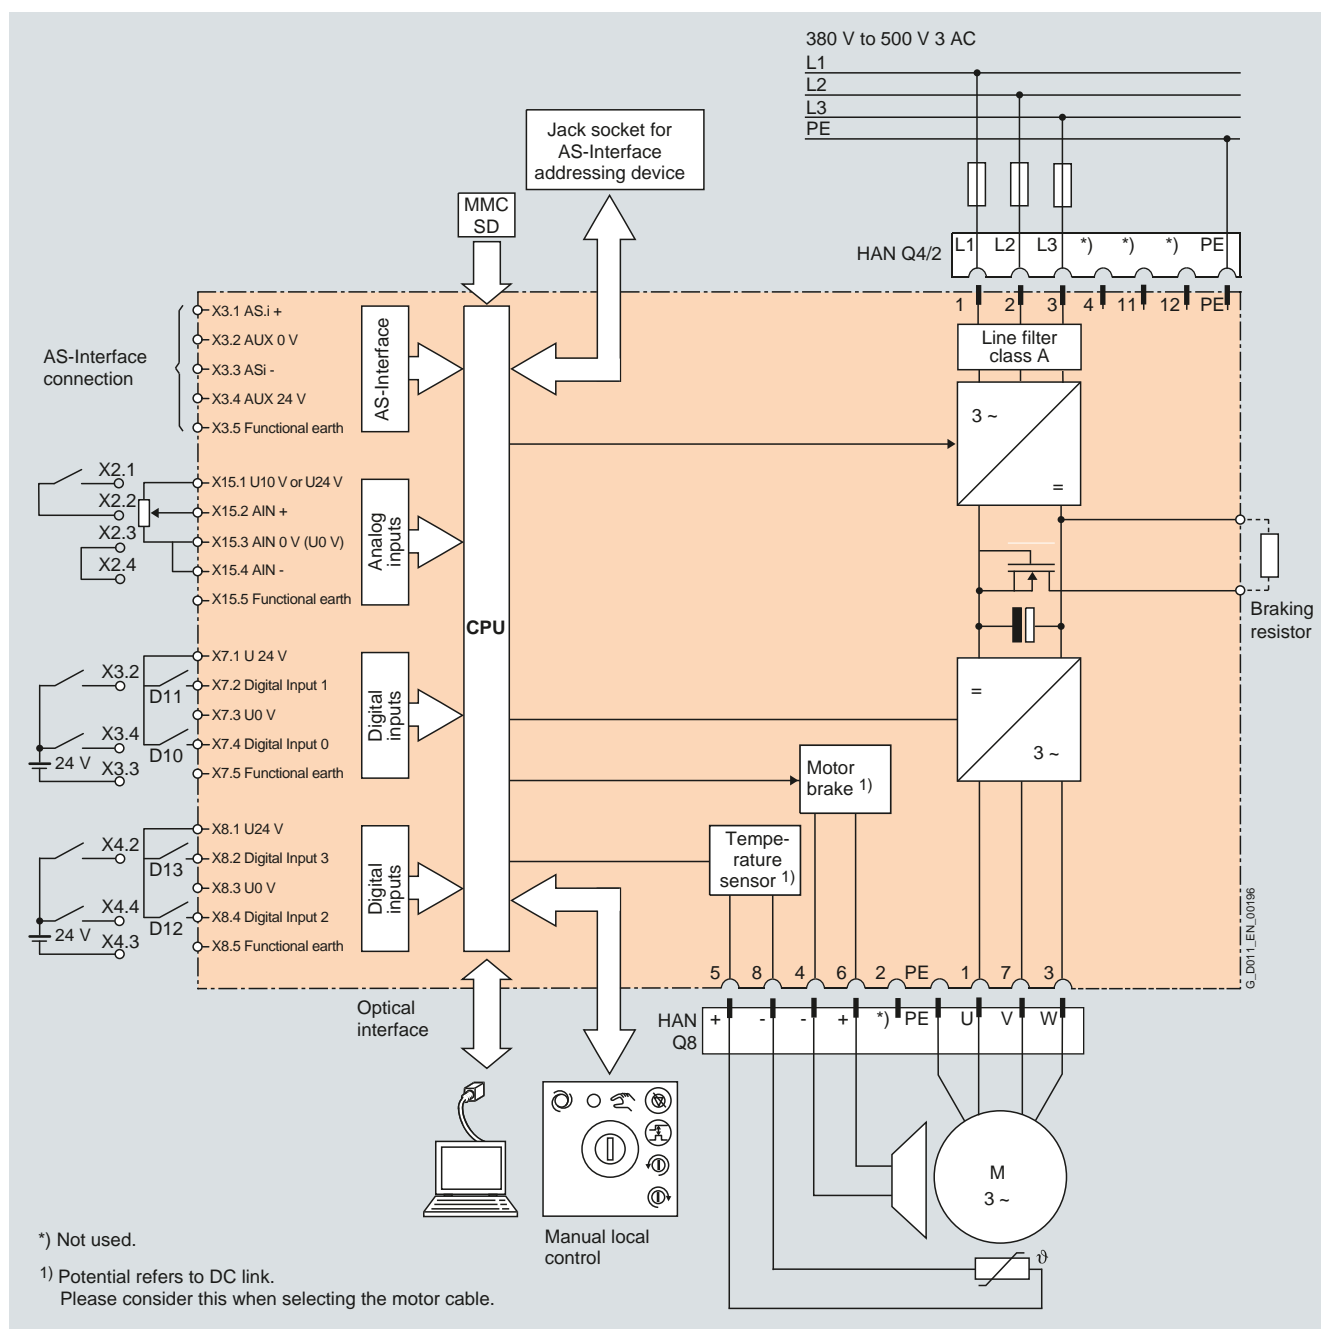 380 V to 500 V 3 AC
L1
L2
L3
PE
Jack socket for
AS-Interface
addressing device
MMC
SD
HAN Q4/2
L1 L2 L3 *) *) *) PE
1 2 3 4 11 12 PE
AS-Interface
connection
X3.1 AS.i +
X3.2 AUX 0 V
X3.3 ASi -
X3.4 AUX 24 V
X3.5 Functional earth
AS-Interface
Line filter
class A
3 ~
=
X2.1
X2.2
X2.3
X2.4
X15.1 U10 V or U24 V
X15.2 AIN +
X15.3 AIN 0 V (U0 V)
X15.4 AIN -
X15.5 Functional earth
Analog
inputs
CPU
Braking
resistor
X3.2
X3.4
X3.3
24 V
D11
D10
X7.1 U 24 V
X7.2 Digital Input 1
X7.3 U0 V
X7.4 Digital Input 0
X7.5 Functional earth
Digital
inputs
=
3 ~
Motor
brake 1)
Tempe-
rature
sensor 1)
X4.2
X4.4
X4.3
24 V
D13
D12
X8.1 U24 V
X8.2 Digital Input 3
X8.3 U0 V
X8.4 Digital Input 2
X8.5 Functional earth
Digital
inputs
G_D011_EN_00196
5 8 4 6 2 PE 1 7 3
HAN
Q8
+ - - + *) PE U V W
Optical
interface
M
3 ~
ϑ
Manual local
control
*) Not used.
1) Potential refers to DC link.
Please consider this when selecting the motor cable.